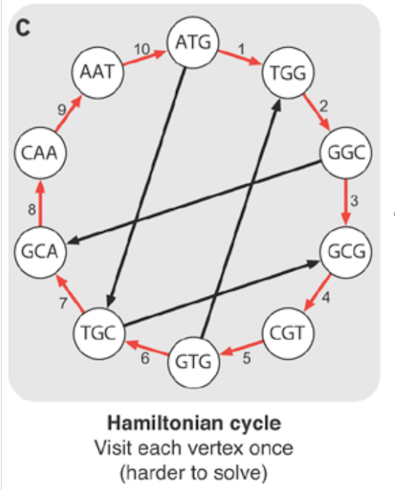 C
ATG
AAT
10
1
TGG
9
2
CAA
GGC
8
3
GCA
GCG
7
4
TGC
6
GTG
5
CGT
Hamiltonian cycle
Visit each vertex once
(harder to solve)